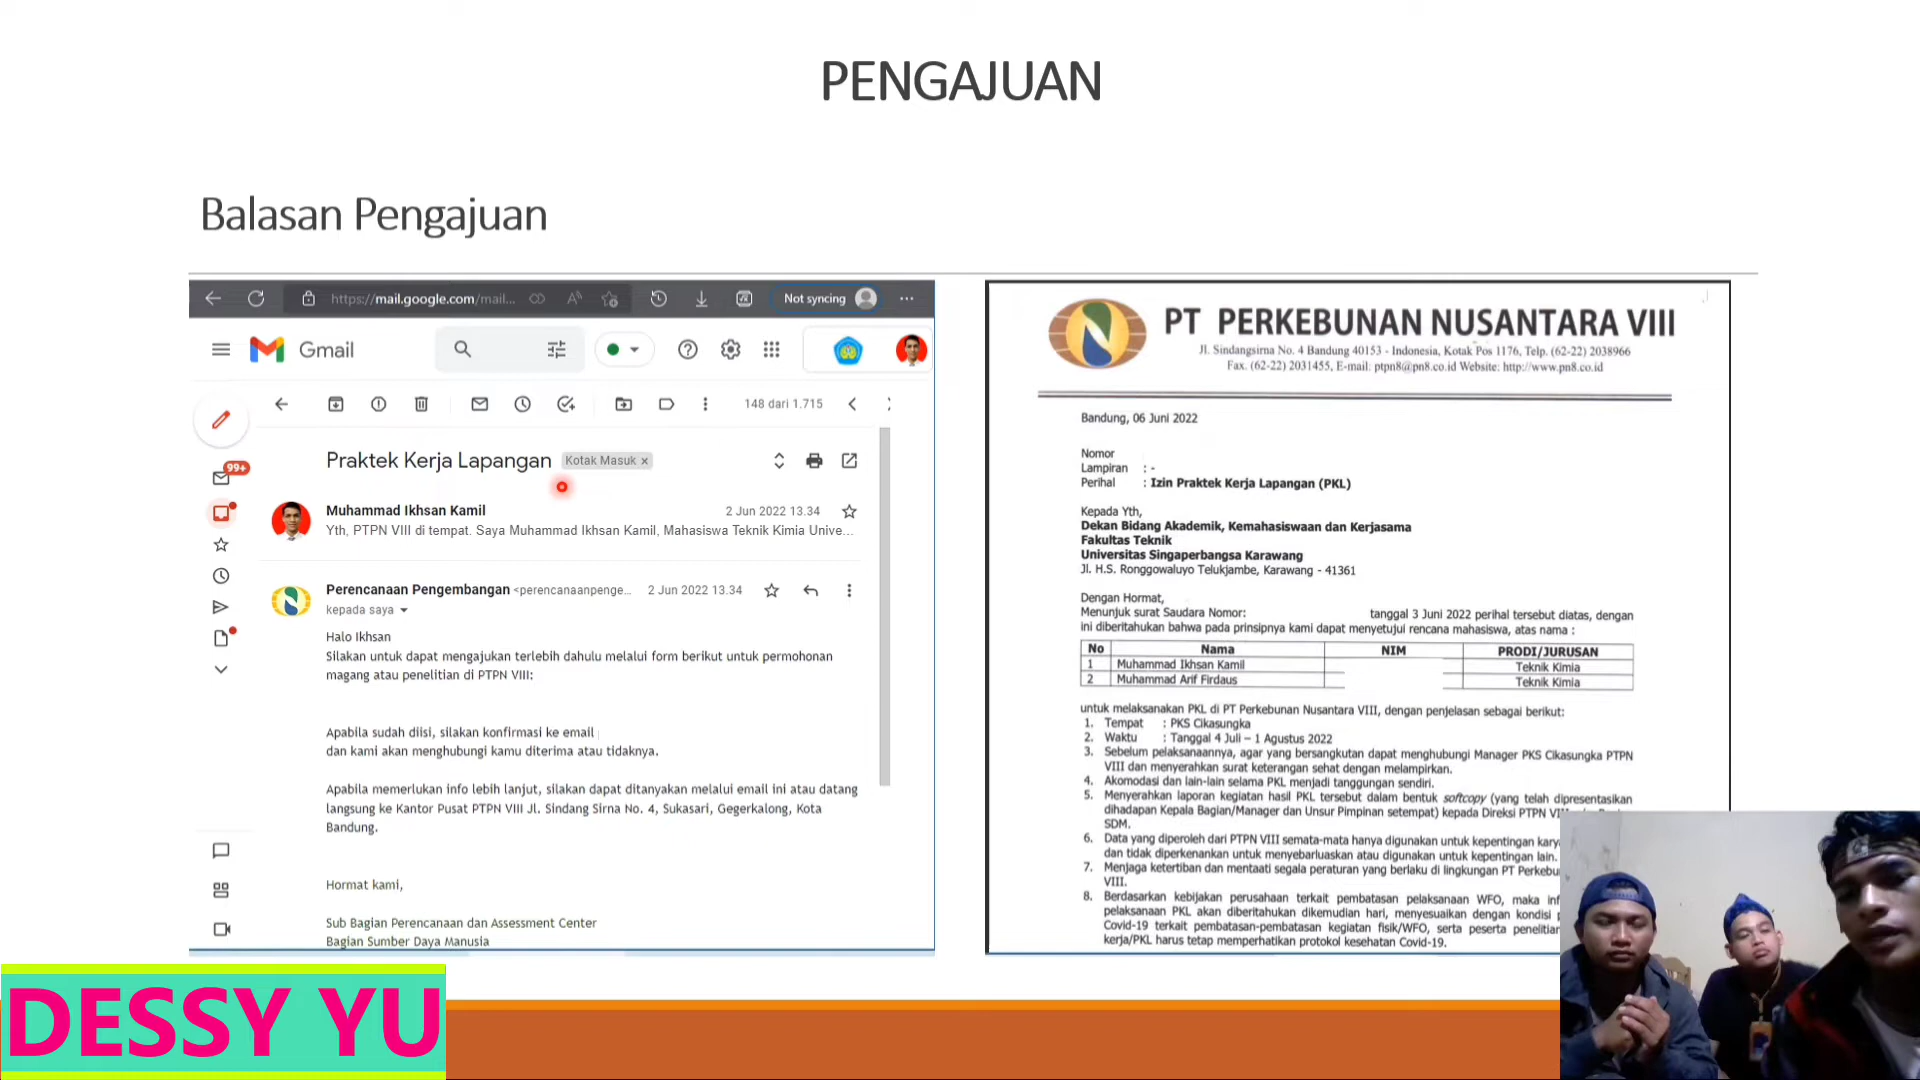 PENGAJUAN
Balasan Pengajuan
https://mail.google.com/mail...
Not syncing
Gmail
148 dari 1.715
99+
Praktek Kerja Lapangan
Kotak Masuk x
Muhammad Ikhsan Kamil
2 Jun 2022 13.34
Yth, PTPN VIII di tempat. Saya Muhammad Ikhsan Kamil, Mahasiswa Teknik Kimia Unive...
Perencanaan Pengembangan <perencanaanpenge...
2 Jun 2022 13.34
kepada saya
Halo Ikhsan
Silakan untuk dapat mengajukan terlebih dahulu melalui form berikut untuk permohonan
magang atau penelitian di PTPN VIII:
Apabila sudah diisi, silakan konfirmasi ke email
dan kami akan menghubungi kamu diterima atau tidaknya.
Apabila memerlukan info lebih lanjut, silakan dapat ditanyakan melalui email ini atau datang
langsung ke Kantor Pusat PTPN VIII Jl. Sindang Sirna No. 4, Sukasari, Gegerkalong, Kota
Bandung.
Hormat kami,
Sub Bagian Perencanaan dan Assessment Center
Bagian Sumber Daya Manusia
PT PERKEBUNAN NUSANTARA VIII
Jl. Sindangsirna No. 4 Bandung 40153 - Indonesia, Kotak Pos 1176, Telp. (62-22) 2038966
Fax. (62-22) 2031455, E-mail: ptpn8@pn8.co.id Website: http://www.pn8.co.id
Bandung, 06 Juni 2022
Nomor
Lampiran : -
Perihal : Izin Praktek Kerja Lapangan (PKL)
Kepada Yth,
Dekan Bidang Akademik, Kemahasiswaan dan Kerjasama
Fakultas Teknik
Universitas Singaperbangsa Karawang
Jl. H.S. Ronggowaluyo Telukjambe, Karawang - 41361
Dengan Hormat,
Menunjuk surat Saudara Nomor: tanggal 3 Juni 2022 perihal tersebut diatas, dengan
ini diberitahukan bahwa pada prinsipnya kami dapat menyetujui rencana mahasiswa, atas nama :
No Nama NIM PRODI/JURUSAN
1 Muhammad Ikhsan Kamil Teknik Kimia
2 Muhammad Arif Firdaus Teknik Kimia
untuk melaksanakan PKL di PT Perkebunan Nusantara VIII, dengan penjelasan sebagai berikut:
1. Tempat : PKS Cikasungka
2. Waktu : Tanggal 4 Juli – 1 Agustus 2022
3. Sebelum pelaksanaannya, agar yang bersangkutan dapat menghubungi Manager PKS Cikasungka PTPN
VIII dan menyerahkan surat keterangan sehat dengan melampirkan.
4. Akomodasi dan lain-lain selama PKL menjadi tanggungan sendiri.
5. Menyerahkan laporan kegiatan hasil PKL tersebut dalam bentuk softcopy (yang telah dipresentasikan
dihadapan Kepala Bagian/Manager dan Unsur Pimpinan setempat) kepada Direksi PTPN
SDM.
6. Data yang diperoleh dari PTPN VIII semata-mata hanya digunakan untuk kepentingan
dan tidak diperkenankan untuk menyebarluaskan atau digunakan untuk kepentingan lain.
7. Menjaga ketertiban dan mentaati segala peraturan yang berlaku di lingkungan PT
VIII.
8. Berdasarkan kebijakan perusahaan terkait pembatasan pelaksanaan WFO, maka
pelaksanaan PKL akan diberitahukan dikemudian hari, menyesuaikan dengan kondisi
Covid-19 terkait pembatasan-pembatasan kegiatan fisik/WFO, serta peserta
kerja/PKL harus tetap memperhatikan protokol kesehatan Covid-19.
DESSY YU